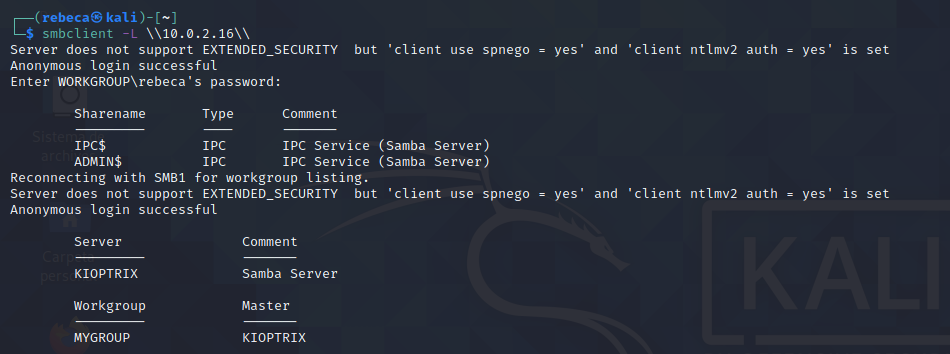 ┌──(rebeca㉿kali)-[~]
└─$ smbclient -L \\10.0.2.16\\
Server does not support EXTENDED_SECURITY  but 'client use spnego = yes' and 'client ntlmv2 auth = yes' is set
Anonymous login successful
Enter WORKGROUP\rebeca's password:
Sharename       Type      Comment
---------       ----      -------
IPC$            IPC       IPC Service (Samba Server)
ADMIN$          IPC       IPC Service (Samba Server)
Reconnecting with SMB1 for workgroup listing.
Server does not support EXTENDED_SECURITY  but 'client use spnego = yes' and 'client ntlmv2 auth = yes' is set
Anonymous login successful
Server               Comment
---------            -------
KIOPTRIX             Samba Server
Workgroup            Master
---------            -------
MYGROUP              KIOPTRIX
KALI